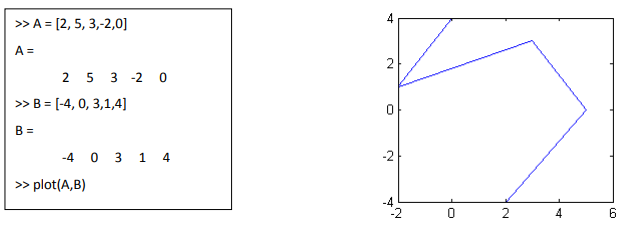 >> A = [2, 5, 3,-2,0]
A =
2 5 3 -2 0
>> B = [-4, 0, 3,1,4]
B =
-4 0 3 1 4
>> plot(A,B)
4
2
0
-2
-4
-2 0 2 4 6